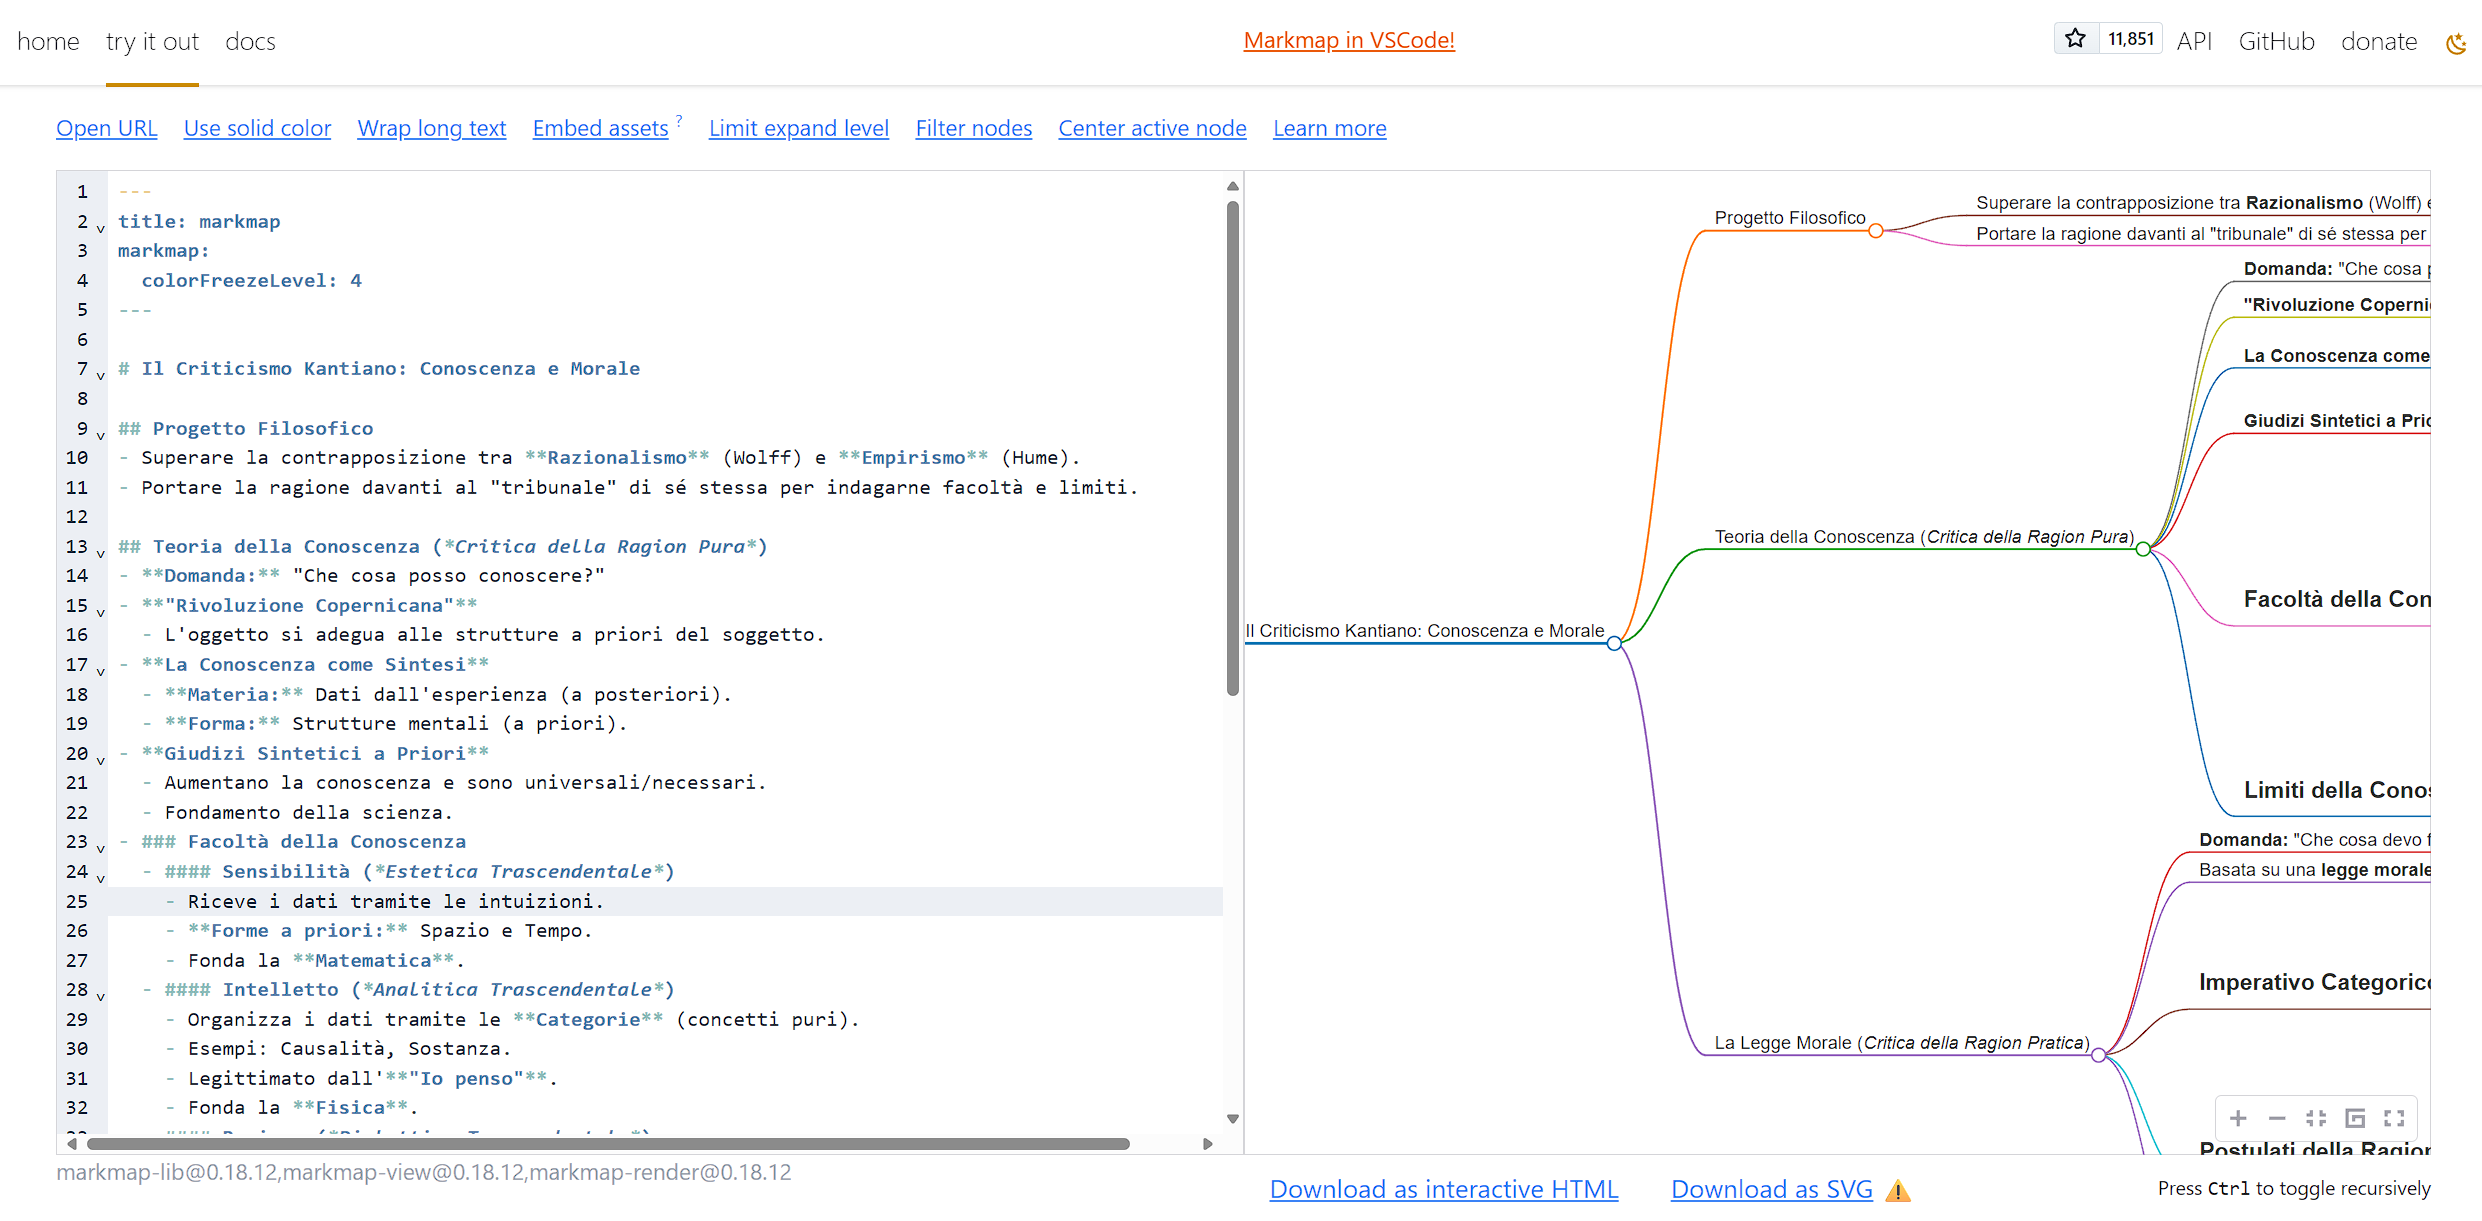 home try it out docs Markmap in VSCode! 11,851 API GitHub donate
Open URL Use solid color Wrap long text Embed assets ? Limit expand level Filter nodes Center active node Learn more
1 ---
2 title: markmap
3 markmap:
4 colorFreezeLevel: 4
5 ---
6
7 # Il Criticismo Kantiano: Conoscenza e Morale
8
9 ## Progetto Filosofico
10 - Superare la contrapposizione tra **Razionalismo** (Wolff) e **Empirismo** (Hume).
11 - Portare la ragione davanti al "tribunale" di sé stessa per indagarne facoltà e limiti.
12
13 ## Teoria della Conoscenza (*Critica della Ragion Pura*)
14 - **Domanda:** "Che cosa posso conoscere?"
15 - **"Rivoluzione Copernicana"**
16 - L'oggetto si adegua alle strutture a priori del soggetto.
17 - **La Conoscenza come Sintesi**
18 - **Materia:** Dati dall'esperienza (a posteriori).
19 - **Forma:** Strutture mentali (a priori).
20 - **Giudizi Sintetici a Priori**
21 - Aumentano la conoscenza e sono universali/necessari.
22 - Fondamento della scienza.
23 - ### Facoltà della Conoscenza
24 - #### Sensibilità (*Estetica Trascendentale*)
25 - Riceve i dati tramite le intuizioni.
26 - **Forme a priori:** Spazio e Tempo.
27 - Fonda la **Matematica**.
28 - #### Intelletto (*Analitica Trascendentale*)
29 - Organizza i dati tramite le **Categorie** (concetti puri).
30 - Esempi: Causalità, Sostanza.
31 - Legittimato dall'**"Io penso"**.
32 - Fonda la **Fisica**.
Superare la contrapposizione tra Razionalismo (Wolff) e
Progetto Filosofico
Portare la ragione davanti al "tribunale" di sé stessa per
Domanda: "Che cosa p
"Rivoluzione Coperni
La Conoscenza come
Giudizi Sintetici a Prio
Teoria della Conoscenza (Critica della Ragion Pura)
Facoltà della Con
Il Criticismo Kantiano: Conoscenza e Morale
Limiti della Conos
Domanda: "Che cosa devo f
Basata su una legge morale
Imperativo Categorico
La Legge Morale (Critica della Ragion Pratica)
Postulati della Ragion
markmap-lib@0.18.12,markmap-view@0.18.12,markmap-render@0.18.12
Download as interactive HTML Download as SVG Press Ctrl to toggle recursively